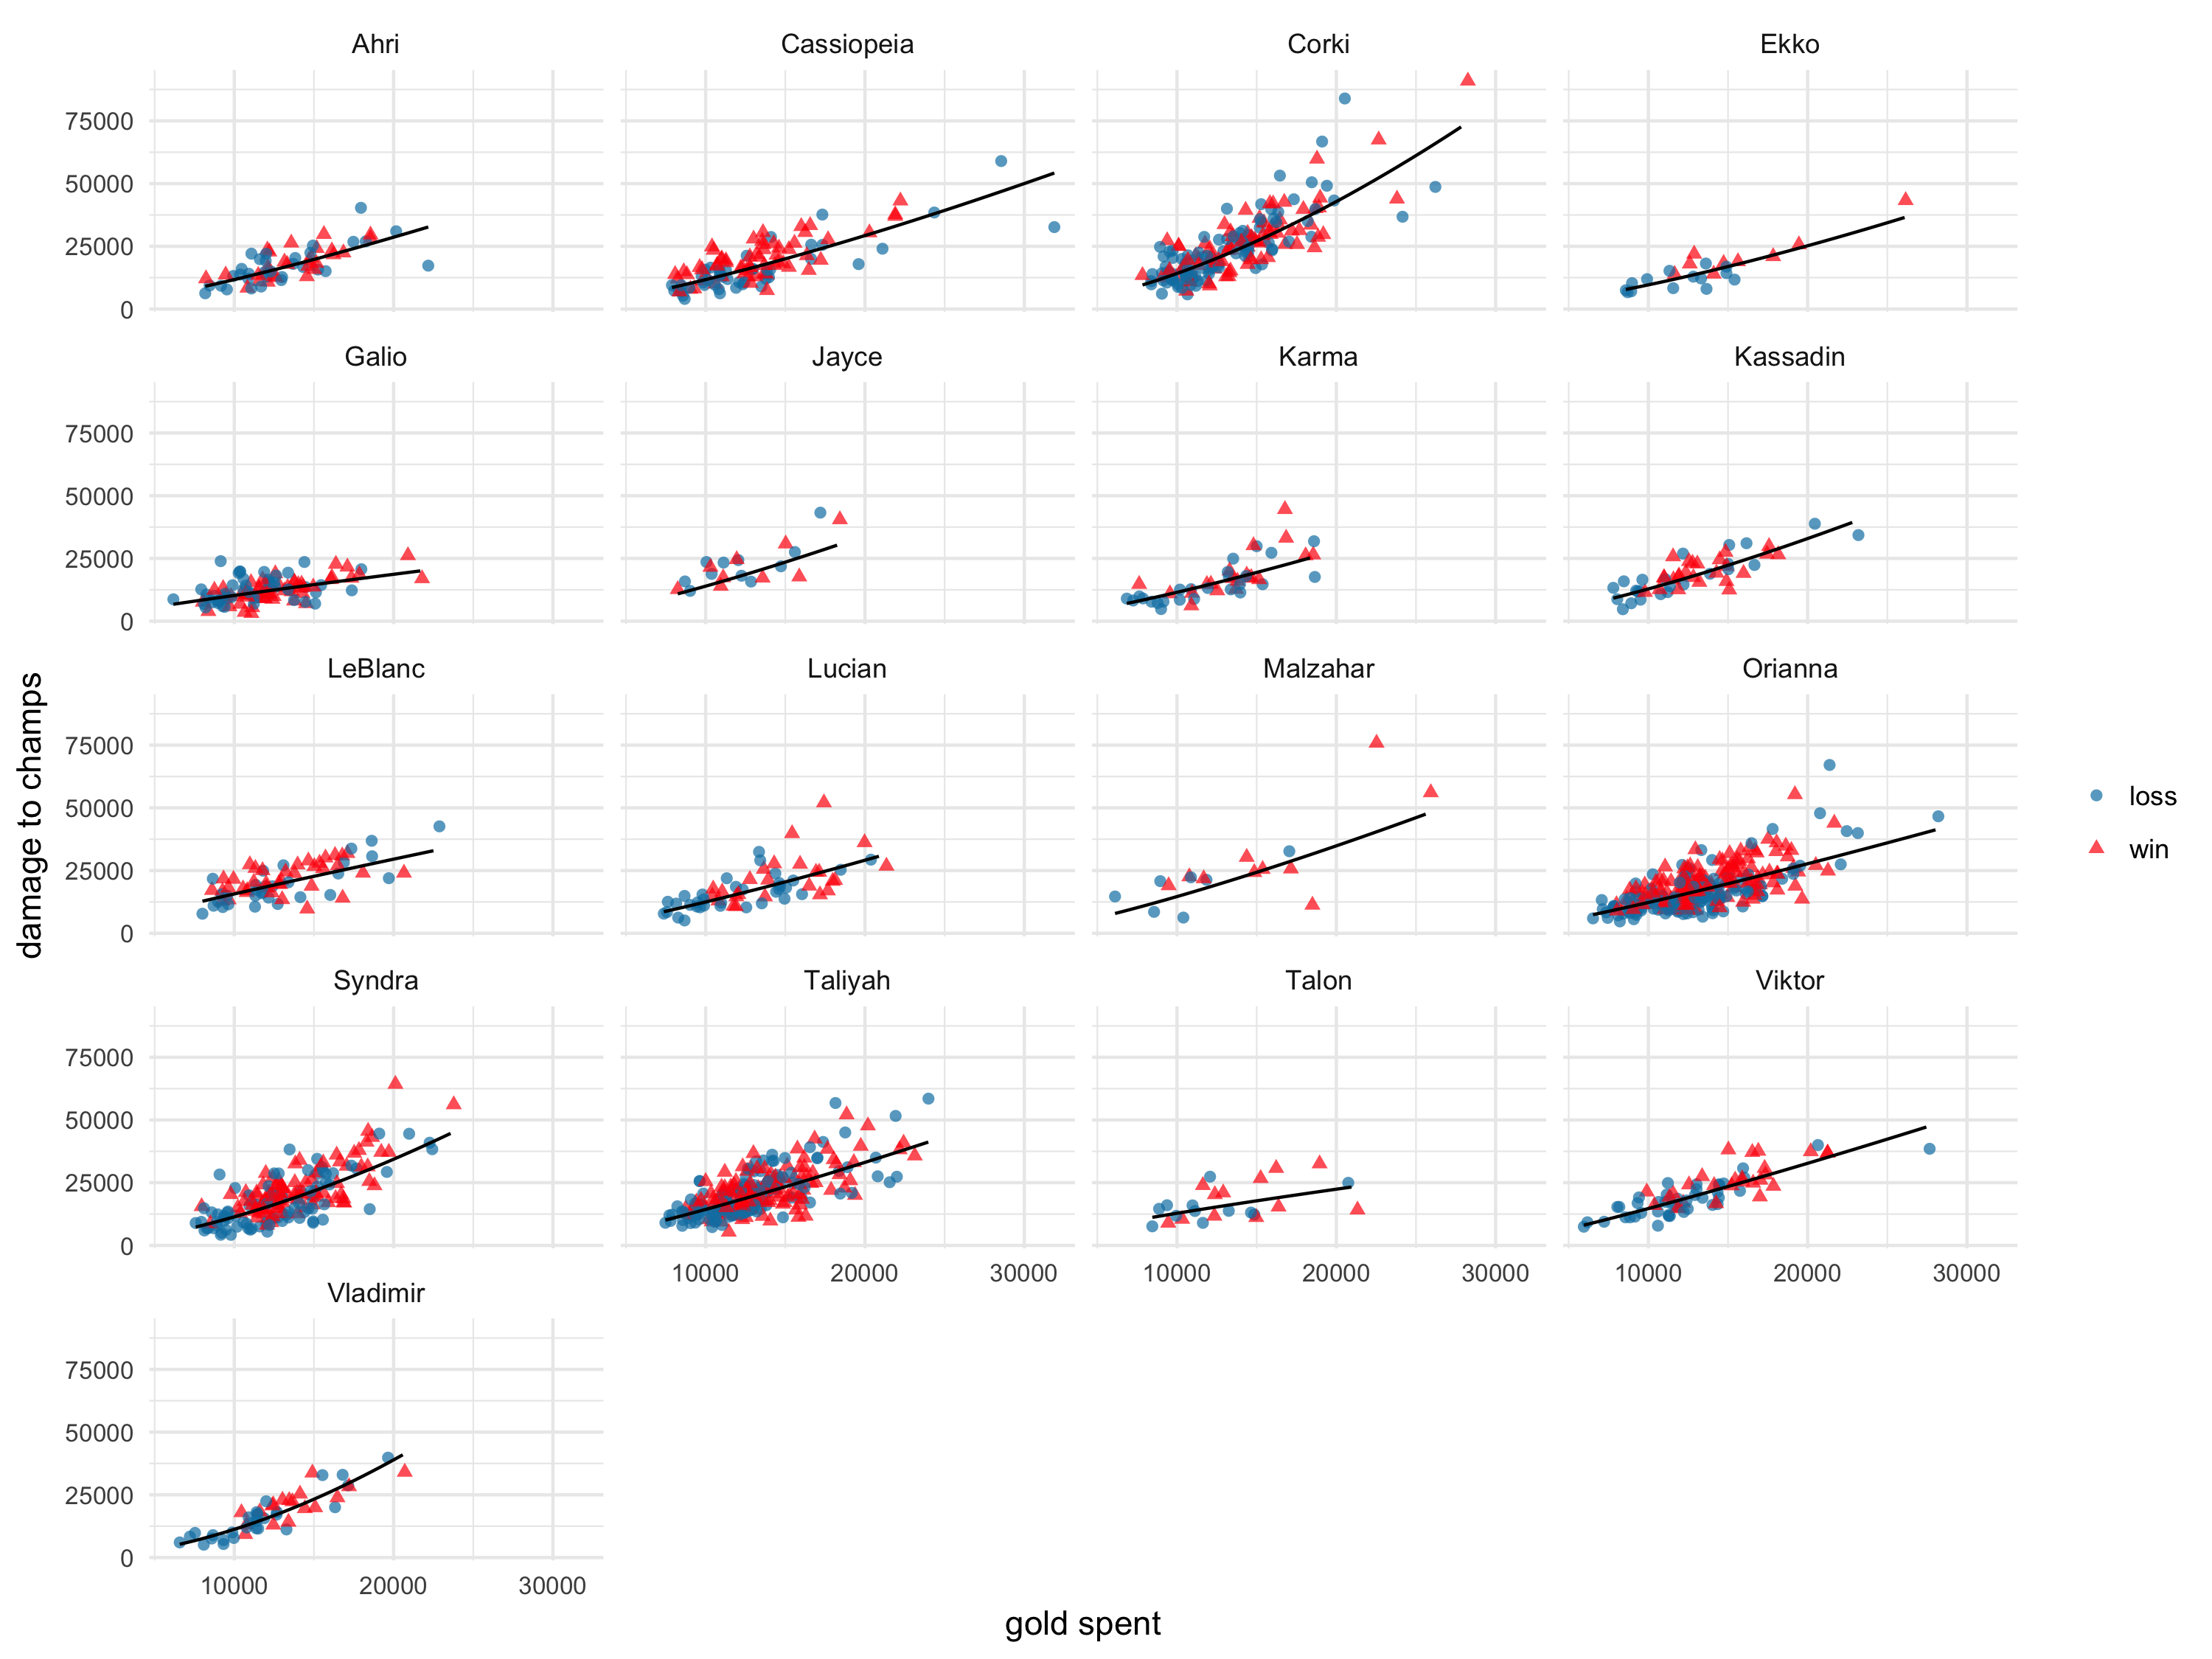 Ahri Cassiopeia Corki Ekko
75000
50000
25000
0
Galio Jayce Karma Kassadin
75000
50000
25000
0
LeBlanc Lucian Malzahar Orianna
75000
50000
25000
0
Syndra Taliyah Talon Viktor
75000
50000
25000
0
10000 20000 30000 10000 20000 30000 10000 20000 30000
Vladimir
75000
50000
25000
0
10000 20000 30000
gold spent
damage to champs
loss
win